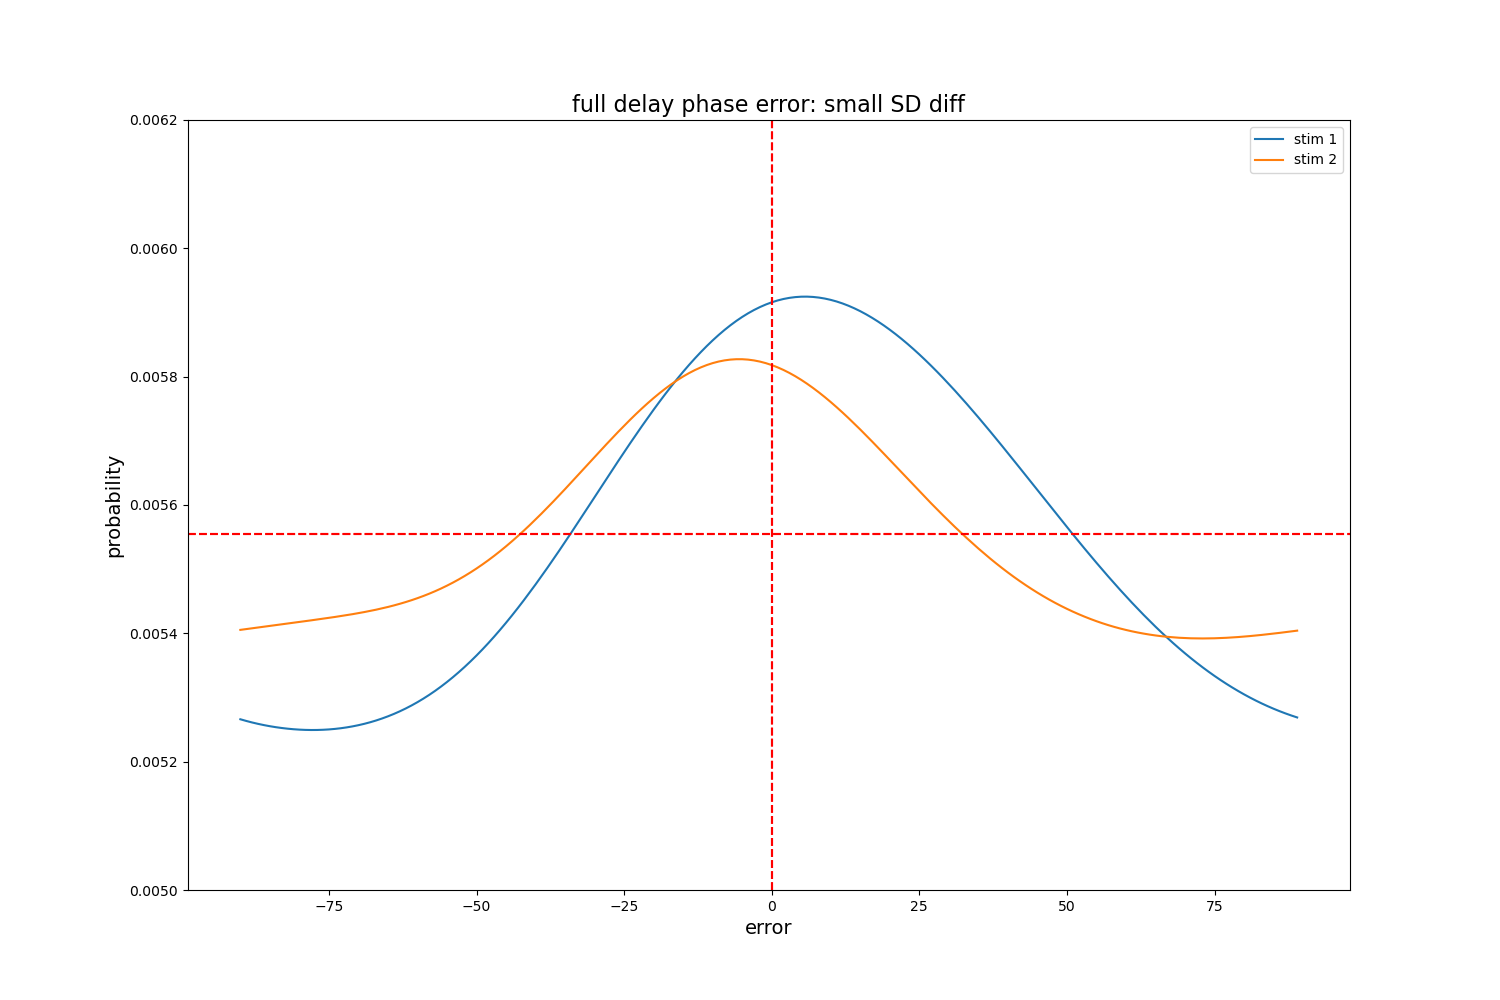 full delay phase error: small SD diff
stim 1
stim 2
probability
0.0062
0.0060
0.0058
0.0056
0.0054
0.0052
0.0050
−75
−50
−25
0
25
50
75
error